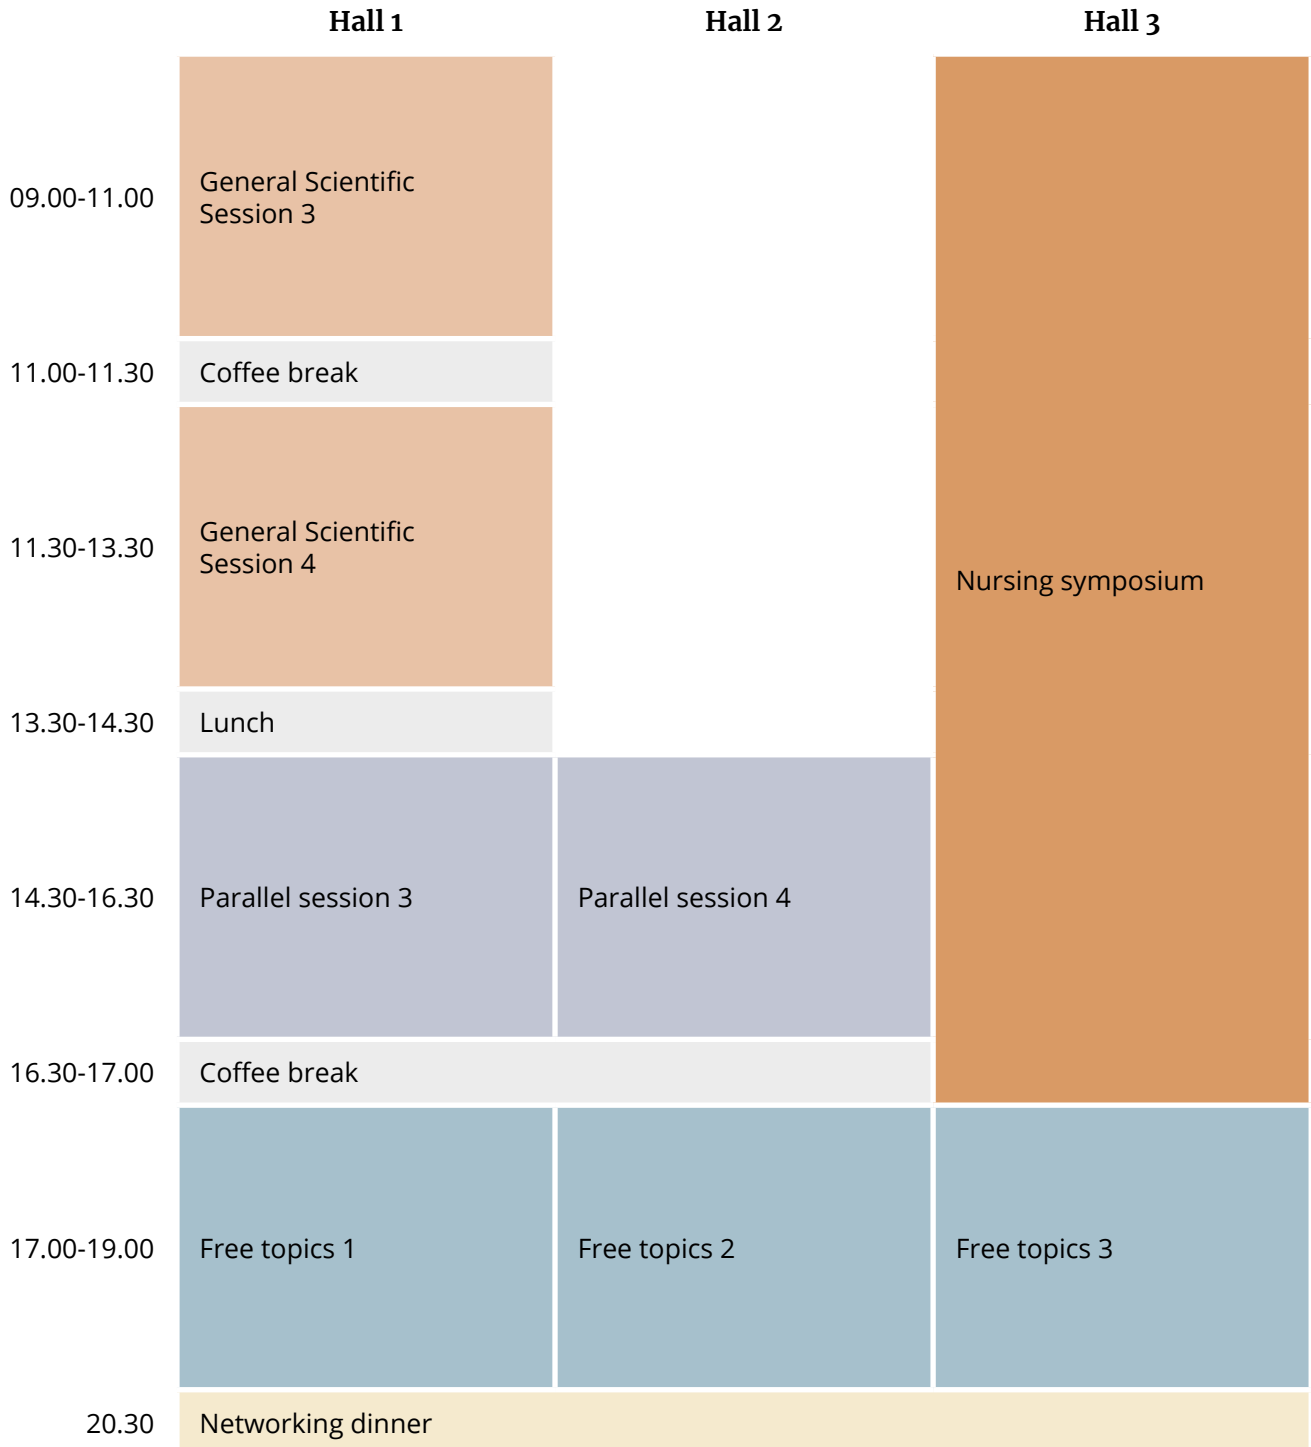 Hall 1
Hall 2
Hall 3
09.00-11.00
General Scientific
Session 3
11.00-11.30
Coffee break
11.30-13.30
General Scientific
Session 4
Nursing symposium
13.30-14.30
Lunch
14.30-16.30
Parallel session 3
Parallel session 4
16.30-17.00
Coffee break
17.00-19.00
Free topics 1
Free topics 2
Free topics 3
20.30
Networking dinner